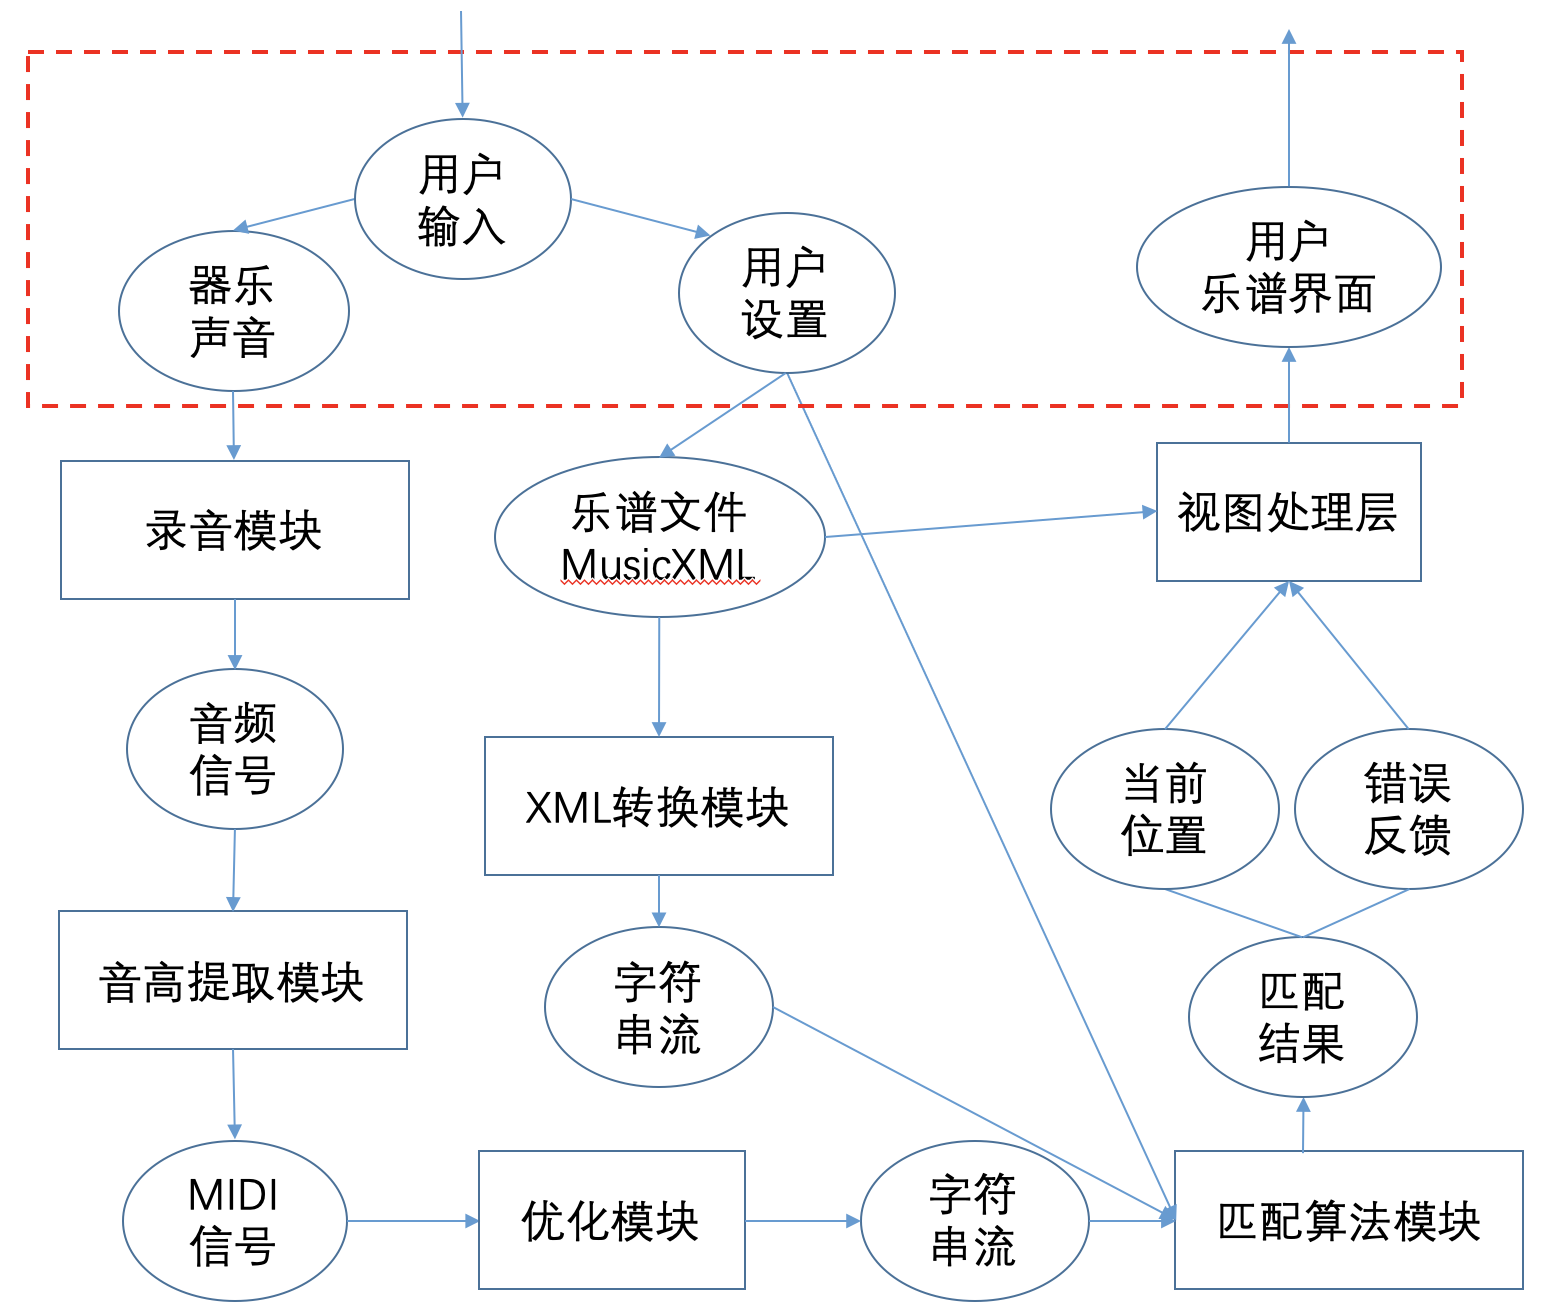 用户
输入
器乐
声音
用户
设置
用户
乐谱界面
录音模块
乐谱文件
MusicXML
视图处理层
音频
信号
XML转换模块
当前
位置
错误
反馈
音高提取模块
字符
串流
匹配
结果
MIDI
信号
优化模块
字符
串流
匹配算法模块